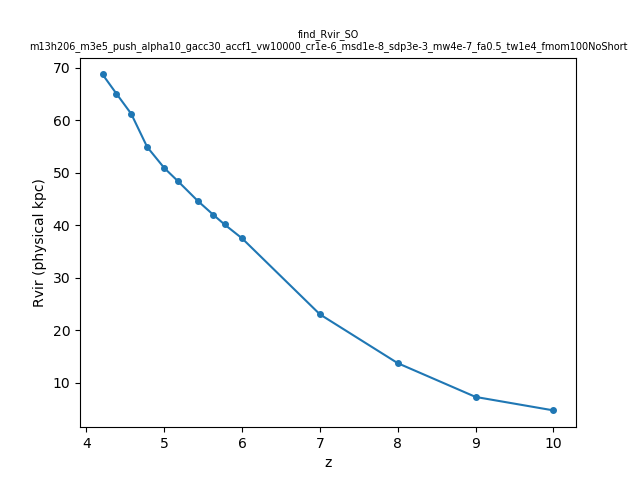 find_Rvir_SO
m13h206_m3e5_push_alpha10_gacc30_accf1_vw10000_cr1e-6_msd1e-8_sdp3e-3_mw4e-7_fa0.5_tw1e4_fmom100NoShort
70
60
50
40
30
20
10
Rvir (physical kpc)
4 5 6 7 8 9 10
z